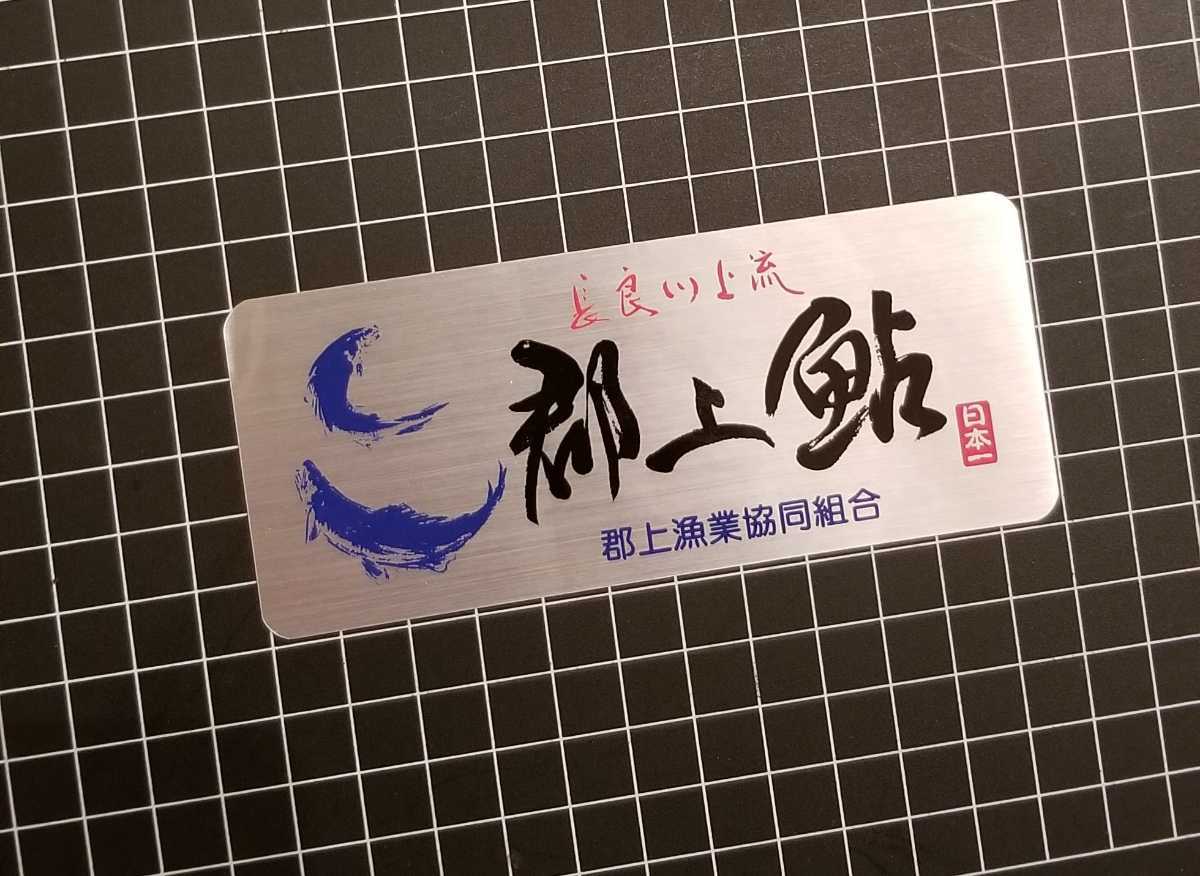 長良川上流
郡上鮎
日本一
郡上漁業協同組合